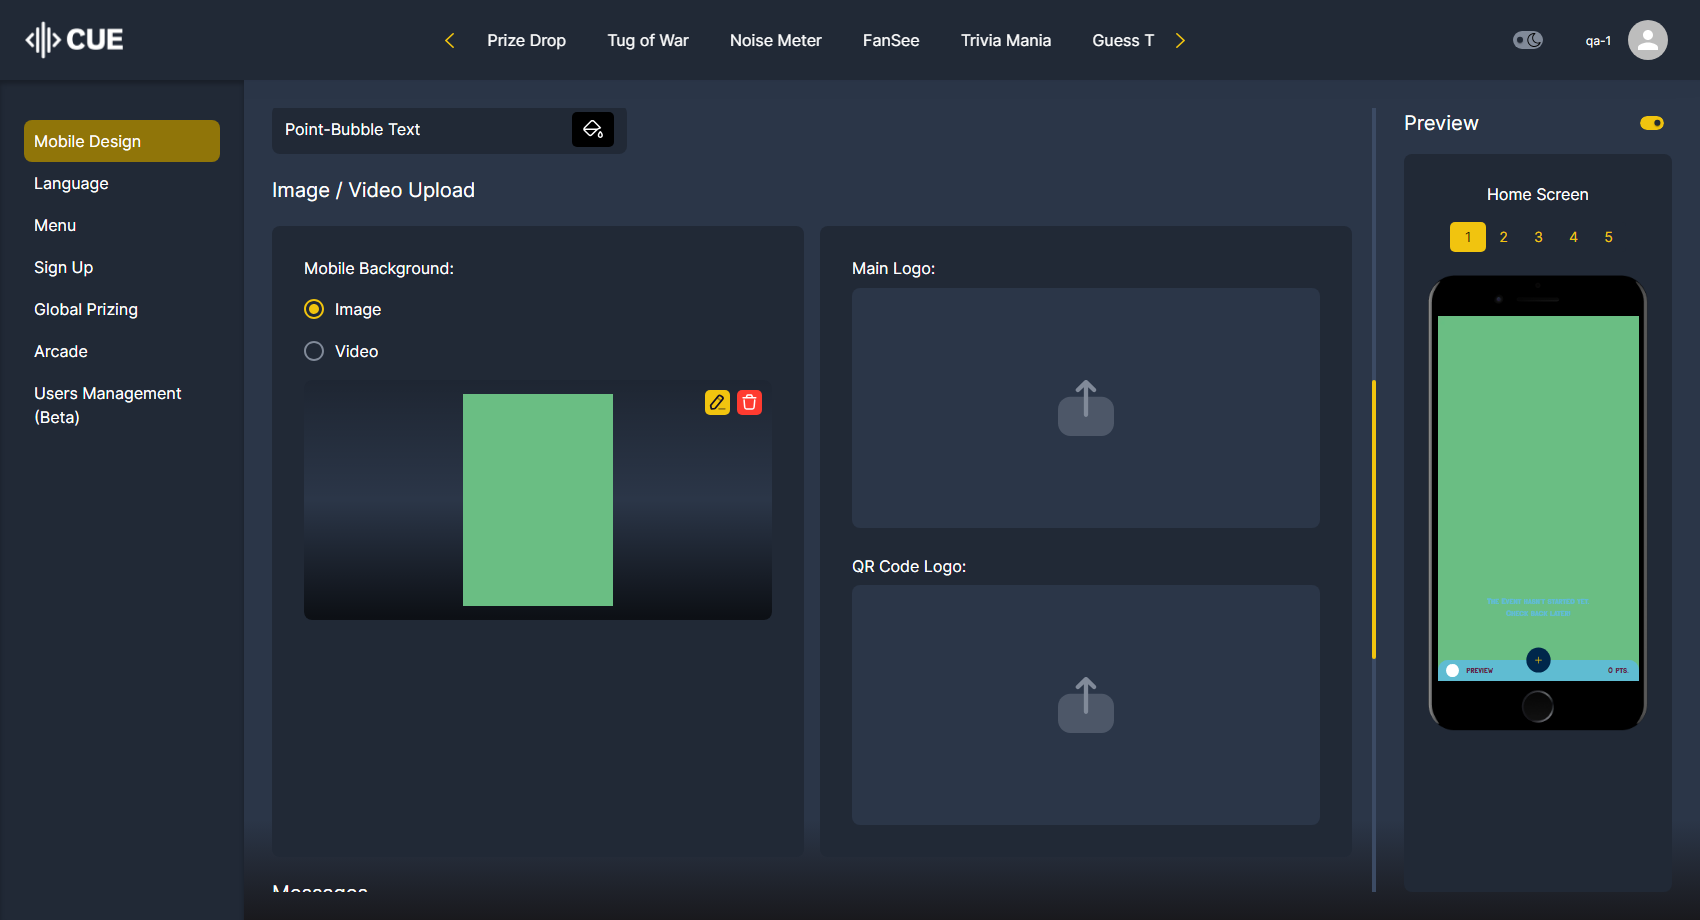 CUE
Prize Drop
Tug of War
Noise Meter
FanSee
Trivia Mania
Guess T
qa-1
Mobile Design
Language
Menu
Sign Up
Global Prizing
Arcade
Users Management
(Beta)
Point-Bubble Text
Image / Video Upload
Mobile Background:
Image
Video
Main Logo:
QR Code Logo:
Messages
Preview
Home Screen
1 2 3 4 5
PREVIEW
0 PTS